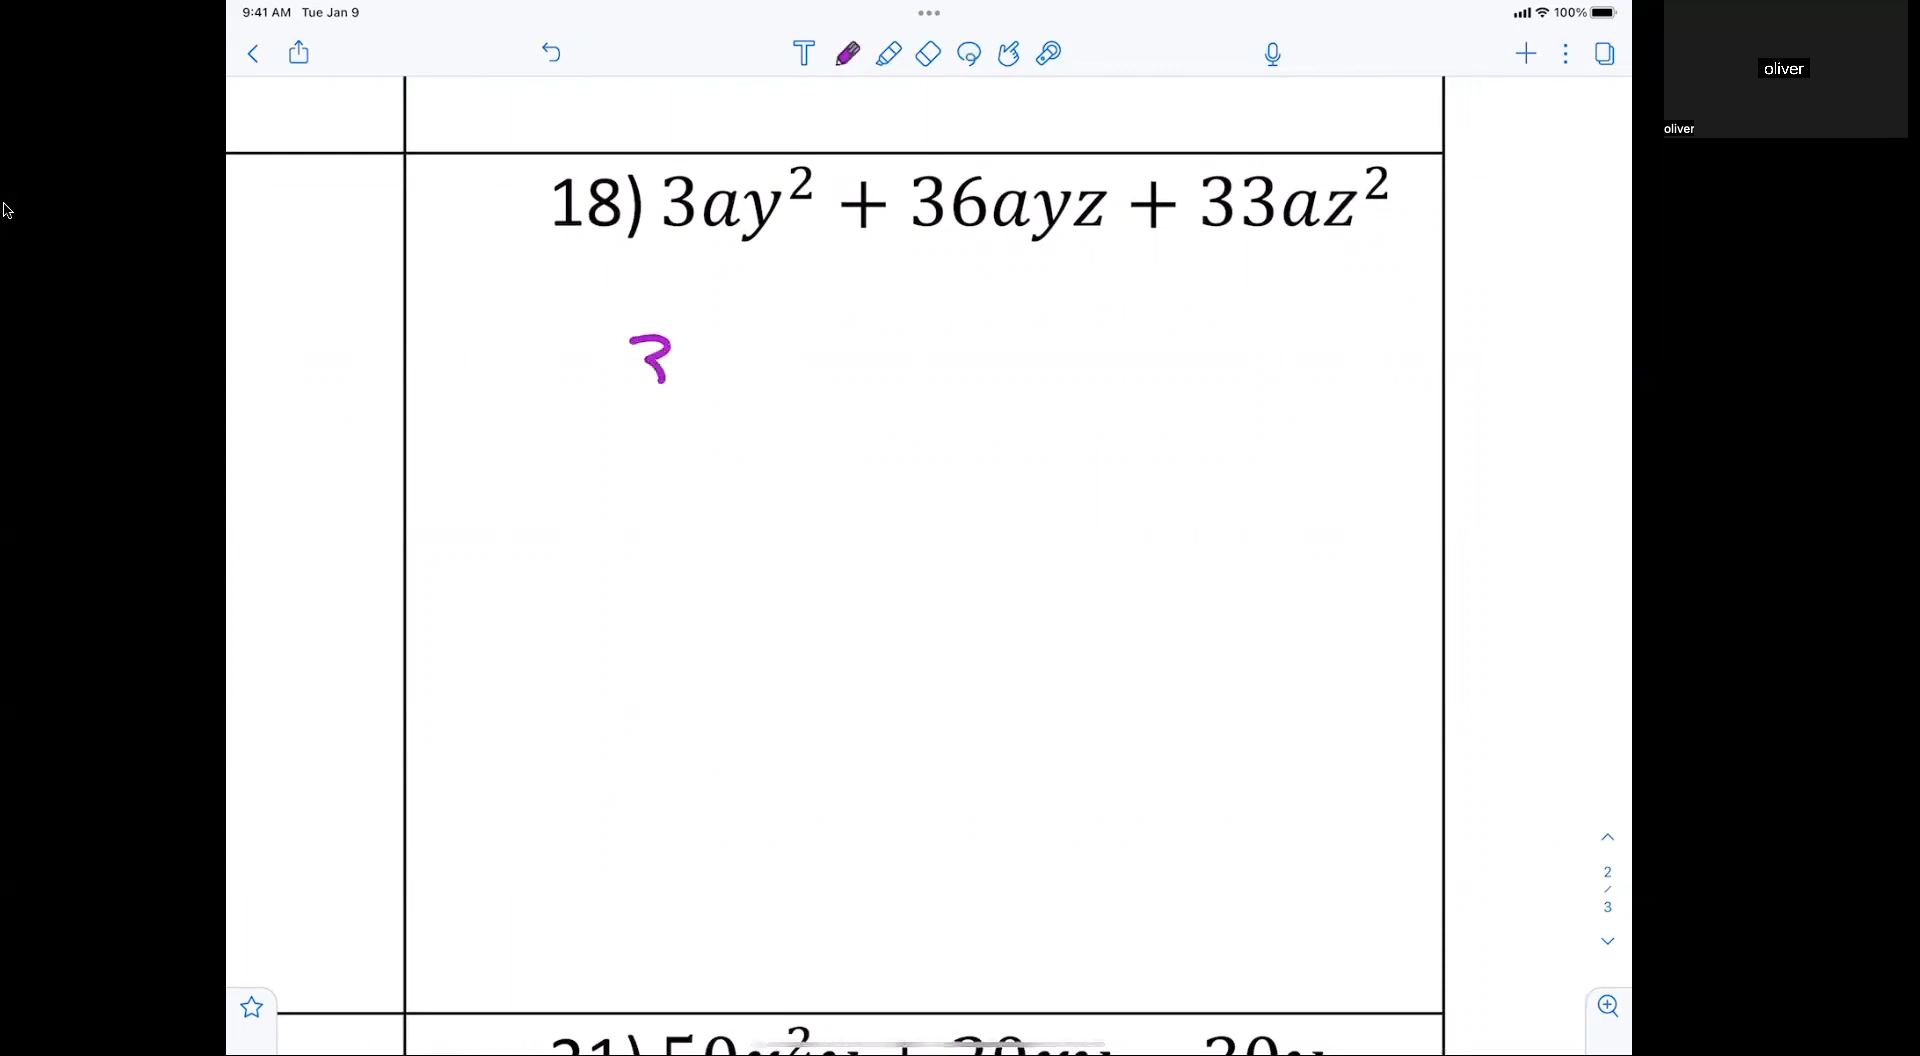 9:41 AM Tue Jan 9
100%
oliver
oliver
18) 3ay² + 36ayz + 33az²
3
2
/
3